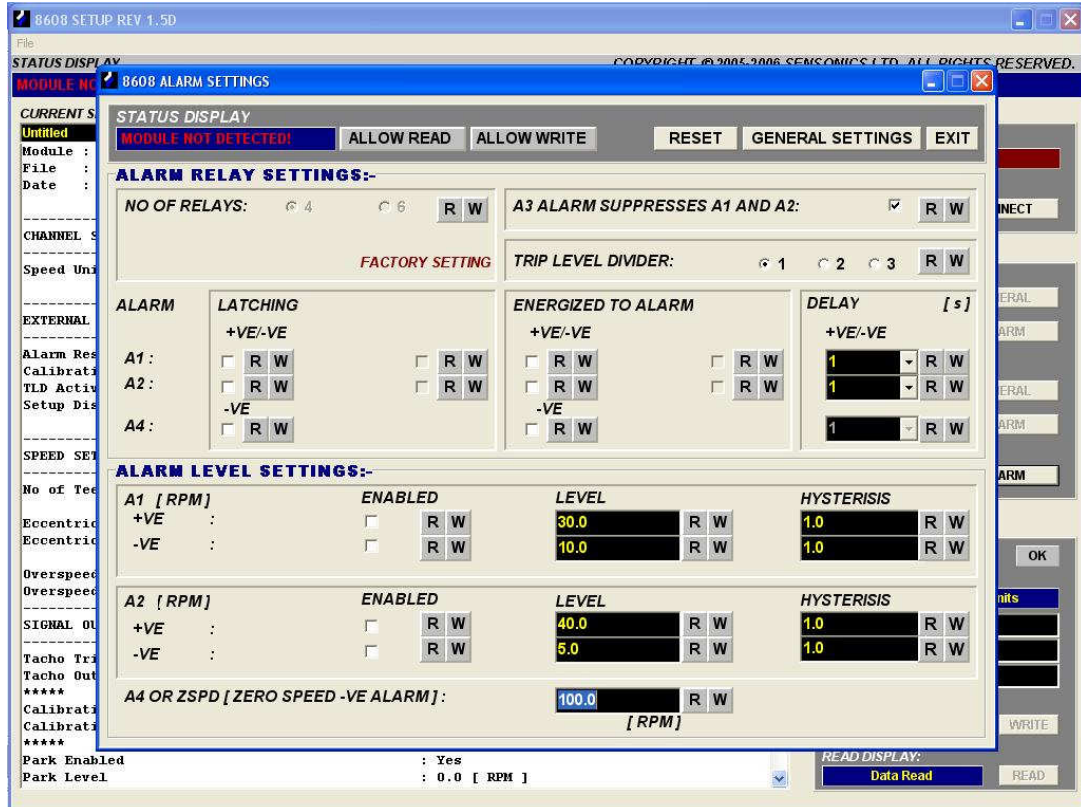 8608 SETUP REV 1.5D
File
STATUS DISPLAY
COPYRIGHT © 2005-2006 SENSONICS LTD. ALL RIGHTS RESERVED.
8608 ALARM SETTINGS
MODULE NO
CURRENT S
Untitled
Module :
File :
Date :
CHANNEL S
Speed Uni
EXTERNAL
Alarm Res
Calibrati
TLD Activ
Setup Dis
SPEED SET
No of Tee
Eccentric
Eccentric
Overspeed
Overspeed
SIGNAL OU
Tacho Tri
Tacho Out
*****
Calibrati
Calibrati
*****
Park Enabled : Yes
Park Level : 0.0 [ RPM ]
STATUS DISPLAY
MODULE NOT DETECTED! ALLOW READ ALLOW WRITE RESET GENERAL SETTINGS EXIT
ALARM RELAY SETTINGS:-
NO OF RELAYS: 4 6 R W
FACTORY SETTING
A3 ALARM SUPPRESSES A1 AND A2: R W
TRIP LEVEL DIVIDER: 1 2 3 R W
ALARM LATCHING ENERGIZED TO ALARM DELAY [ s ]
+VE/-VE +VE/-VE +VE/-VE
A1 : R W R W R W R W 1 R W
A2 : R W R W R W R W 1 R W
-VE -VE
A4 : R W R W 1 R W
ALARM LEVEL SETTINGS:-
A1 [ RPM ] ENABLED LEVEL HYSTERISIS
+VE : R W 30.0 R W 1.0 R W
-VE : R W 10.0 R W 1.0 R W
A2 [ RPM ] ENABLED LEVEL HYSTERISIS
+VE : R W 40.0 R W 1.0 R W
-VE : R W 5.0 R W 1.0 R W
A4 OR ZSPD [ ZERO SPEED -VE ALARM ] : 100.0 R W
[ RPM ]
NNECT
ERAL
ARM
ERAL
ARM
ARM
OK
nits
WRITE
READ DISPLAY:
Data Read READ